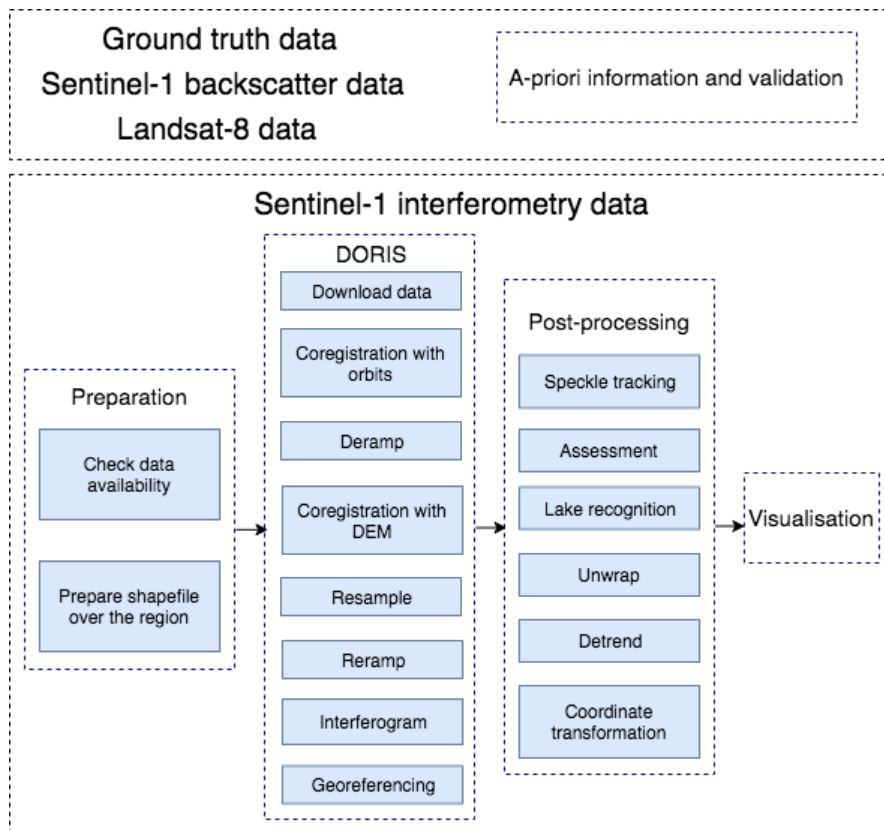 Ground truth data
Sentinel-1 backscatter data
Landsat-8 data
A-priori information and validation
Sentinel-1 interferometry data
Preparation
Check data
availability
Prepare shapefile
over the region
DORIS
Download data
Coregistration with
orbits
Deramp
Coregistration with
DEM
Resample
Reramp
Interferogram
Georeferencing
Post-processing
Speckle tracking
Assessment
Lake recognition
Unwrap
Detrend
Coordinate
transformation
Visualisation